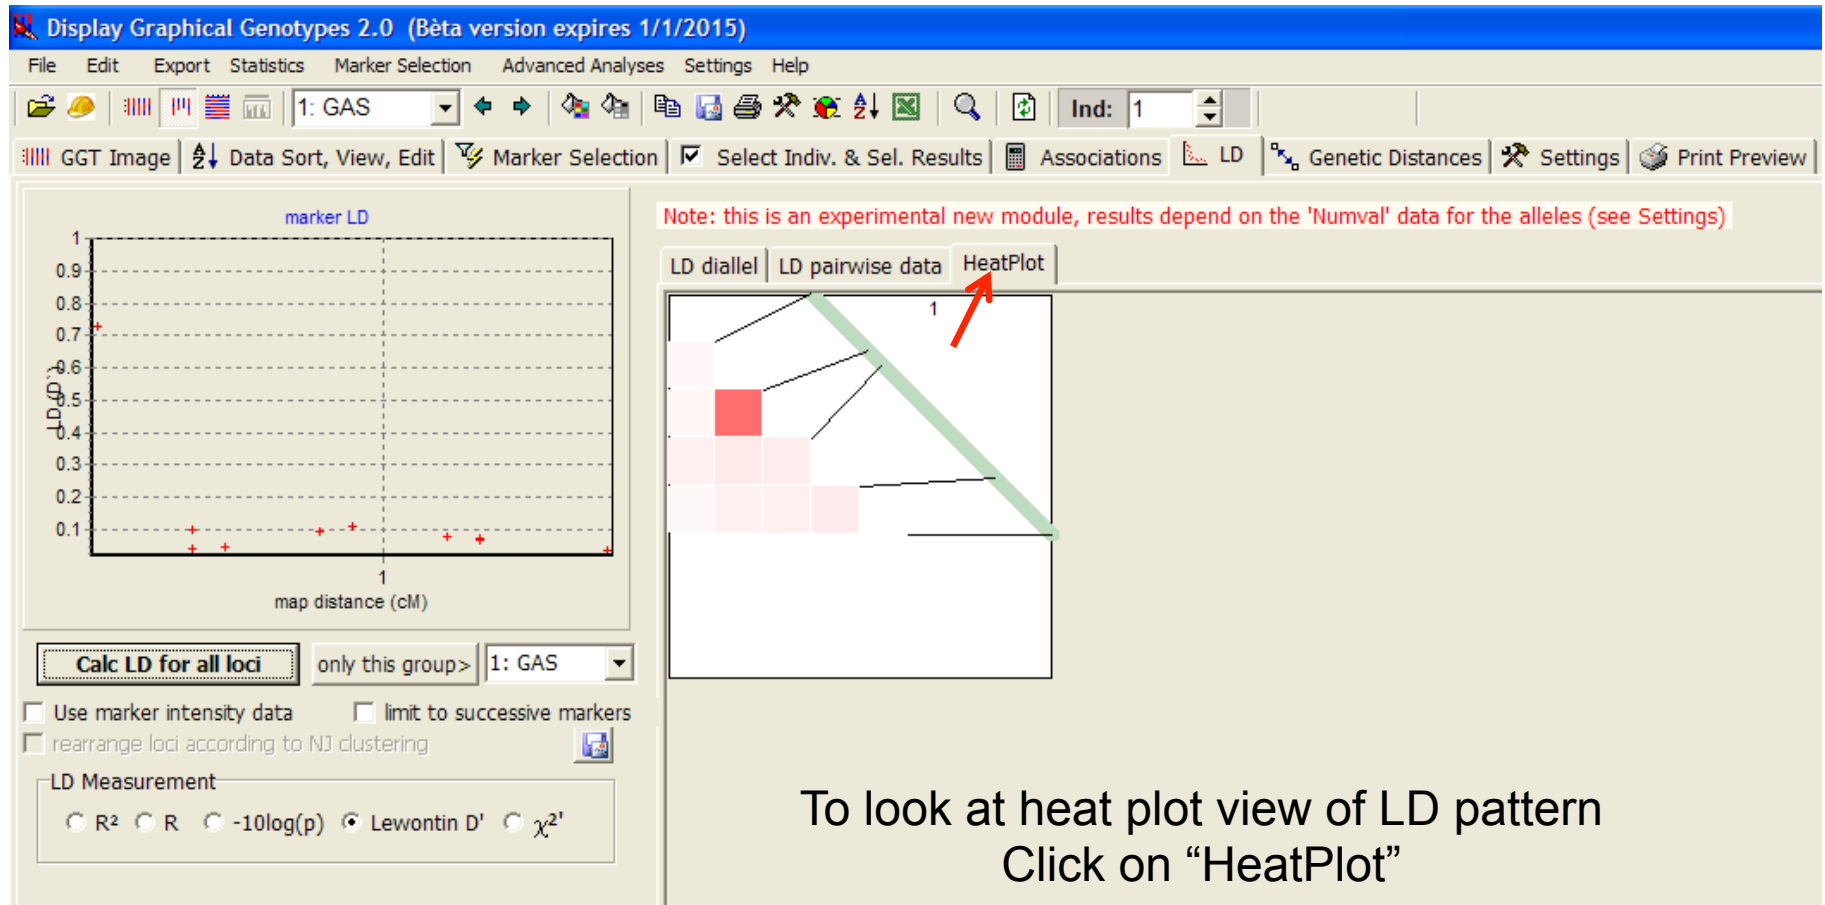 Display Graphical Genotypes 2.0 (Bèta version expires 1/1/2015)
File Edit Export Statistics Marker Selection Advanced Analyses Settings Help
1: GAS Ind: 1
GGT Image Data Sort, View, Edit Marker Selection Select Indiv. & Sel. Results Associations LD Genetic Distances Settings Print Preview
marker LD
1
0.9
0.8
0.7
0.6
0.5
0.4
0.3
0.2
0.1
LD (D`)
1
map distance (cM)
Calc LD for all loci only this group> 1: GAS
Use marker intensity data limit to successive markers
rearrange loci according to NJ clustering
LD Measurement
R² R -10log(p) Lewontin D' χ²'
Note: this is an experimental new module, results depend on the 'Numval' data for the alleles (see Settings)
LD diallel LD pairwise data HeatPlot
1
To look at heat plot view of LD pattern
Click on “HeatPlot”